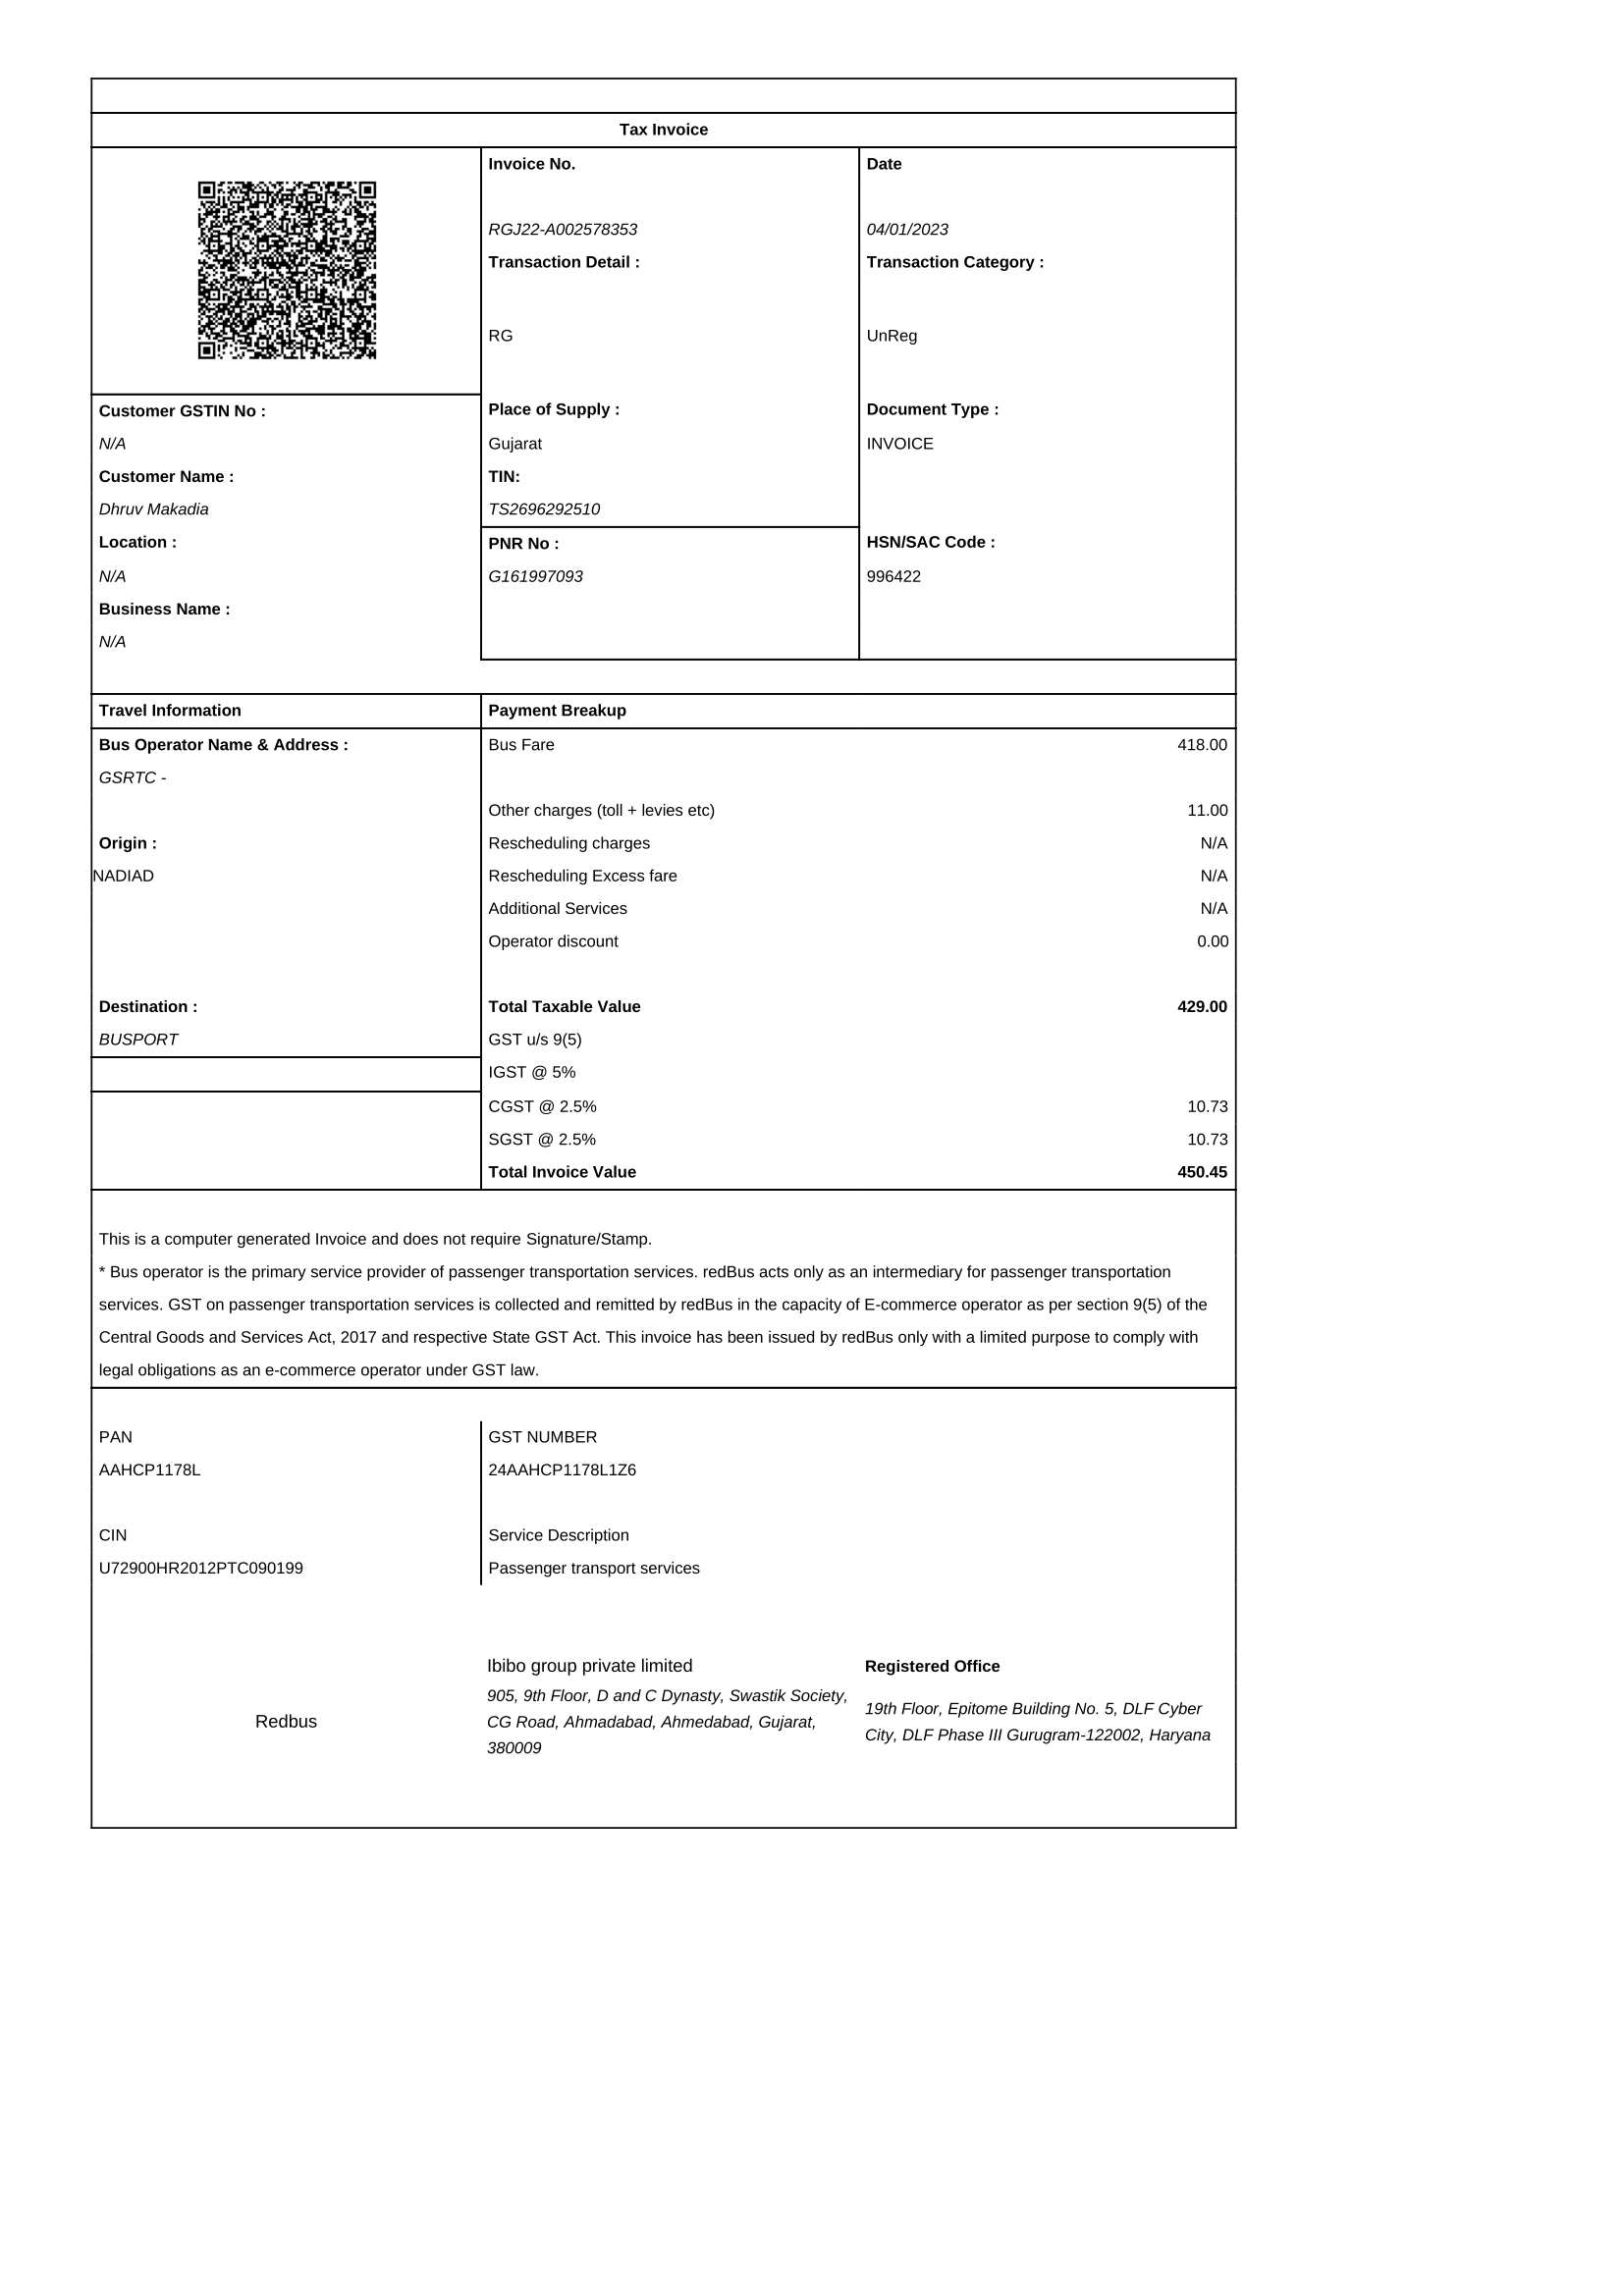 Tax Invoice
Invoice No.
Date
RGJ22-A002578353
04/01/2023
Transaction Detail :
Transaction Category :
RG
UnReg
Customer GSTIN No :
Place of Supply :
Document Type :
N/A
Gujarat
INVOICE
Customer Name :
TIN:
Dhruv Makadia
TS2696292510
Location :
PNR No :
HSN/SAC Code :
N/A
G161997093
996422
Business Name :
N/A
Travel Information
Payment Breakup
Bus Operator Name & Address :
Bus Fare 418.00
GSRTC -
Other charges (toll + levies etc) 11.00
Origin :
Rescheduling charges N/A
NADIAD
Rescheduling Excess fare N/A
Additional Services N/A
Operator discount 0.00
Destination :
Total Taxable Value 429.00
BUSPORT
GST u/s 9(5)
IGST @ 5%
CGST @ 2.5% 10.73
SGST @ 2.5% 10.73
Total Invoice Value 450.45
This is a computer generated Invoice and does not require Signature/Stamp.
* Bus operator is the primary service provider of passenger transportation services. redBus acts only as an intermediary for passenger transportation
services. GST on passenger transportation services is collected and remitted by redBus in the capacity of E-commerce operator as per section 9(5) of the
Central Goods and Services Act, 2017 and respective State GST Act. This invoice has been issued by redBus only with a limited purpose to comply with
legal obligations as an e-commerce operator under GST law.
PAN
GST NUMBER
AAHCP1178L
24AAHCP1178L1Z6
CIN
Service Description
U72900HR2012PTC090199
Passenger transport services
Redbus
Ibibo group private limited
905, 9th Floor, D and C Dynasty, Swastik Society,
CG Road, Ahmadabad, Ahmedabad, Gujarat,
380009
Registered Office
19th Floor, Epitome Building No. 5, DLF Cyber
City, DLF Phase III Gurugram-122002, Haryana